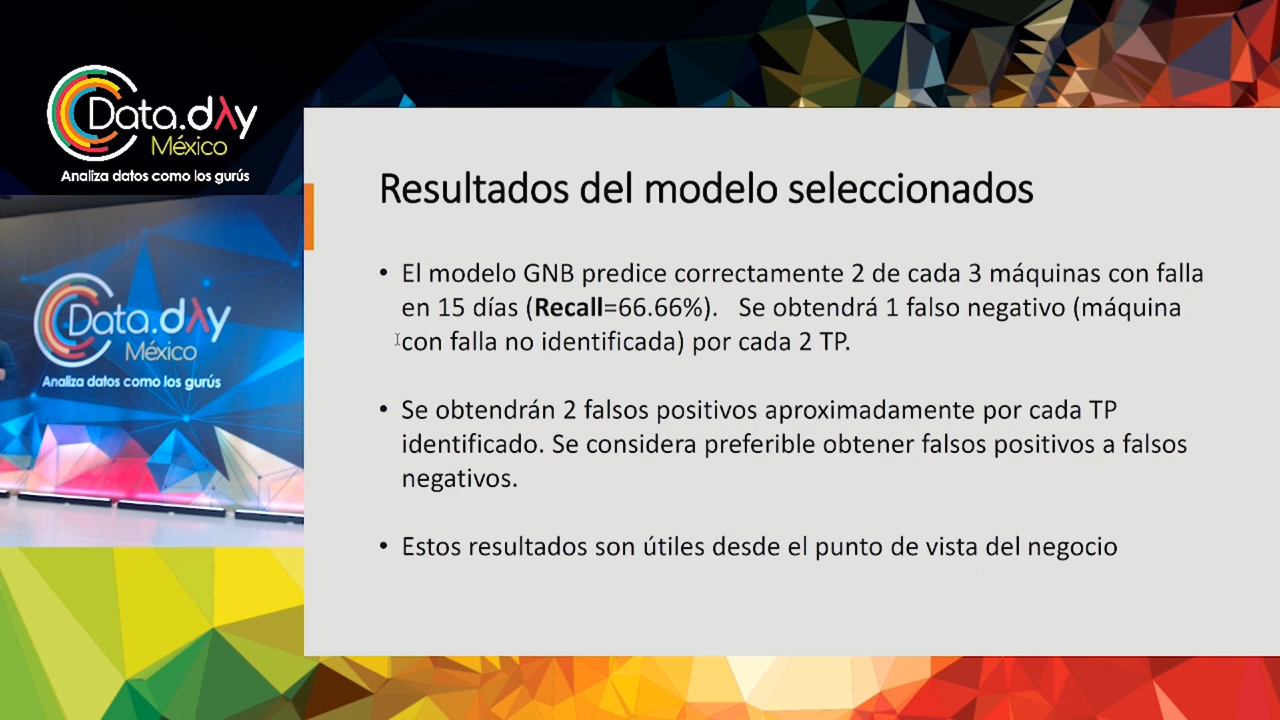 Data.dλy
México
Analiza datos como los gurús
Data.dλy
México
Analiza datos como los gurús
Resultados del modelo seleccionados
• El modelo GNB predice correctamente 2 de cada 3 máquinas con falla
en 15 días (Recall=66.66%). Se obtendrá 1 falso negativo (máquina
con falla no identificada) por cada 2 TP.
• Se obtendrán 2 falsos positivos aproximadamente por cada TP
identificado. Se considera preferible obtener falsos positivos a falsos
negativos.
• Estos resultados son útiles desde el punto de vista del negocio